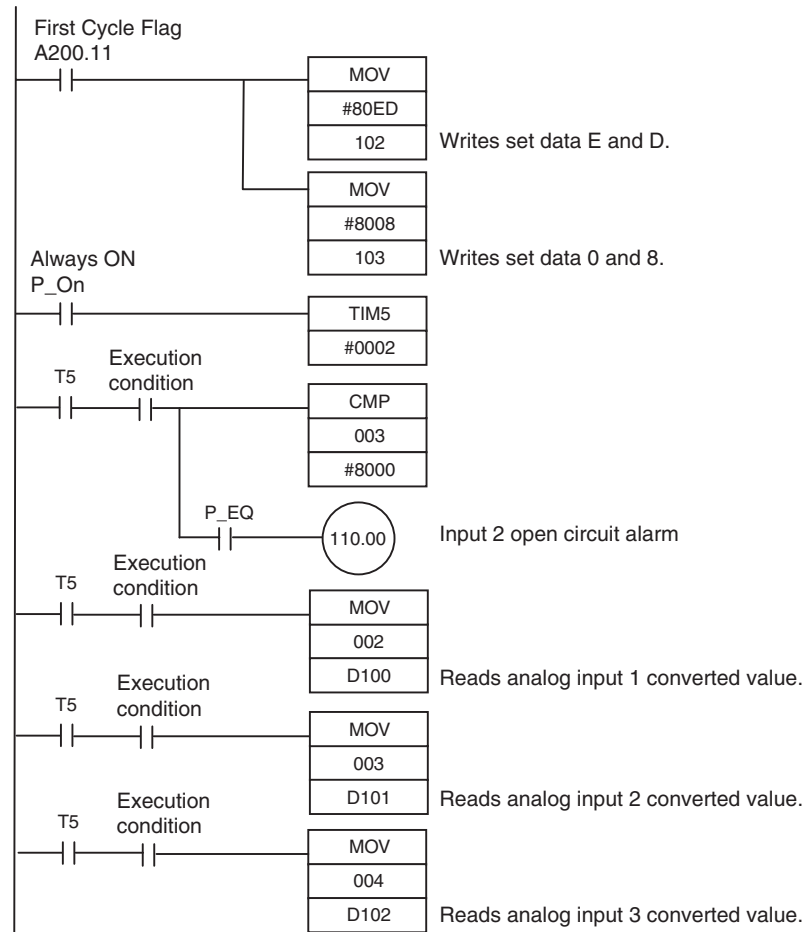 First Cycle Flag
A200.11
MOV
#80ED
102
Writes set data E and D.
MOV
#8008
103
Writes set data 0 and 8.
Always ON
P_On
TIM5
#0002
T5
Execution
condition
CMP
003
#8000
P_EQ
110.00
Input 2 open circuit alarm
T5
Execution
condition
MOV
002
D100
Reads analog input 1 converted value.
T5
Execution
condition
MOV
003
D101
Reads analog input 2 converted value.
T5
Execution
condition
MOV
004
D102
Reads analog input 3 converted value.